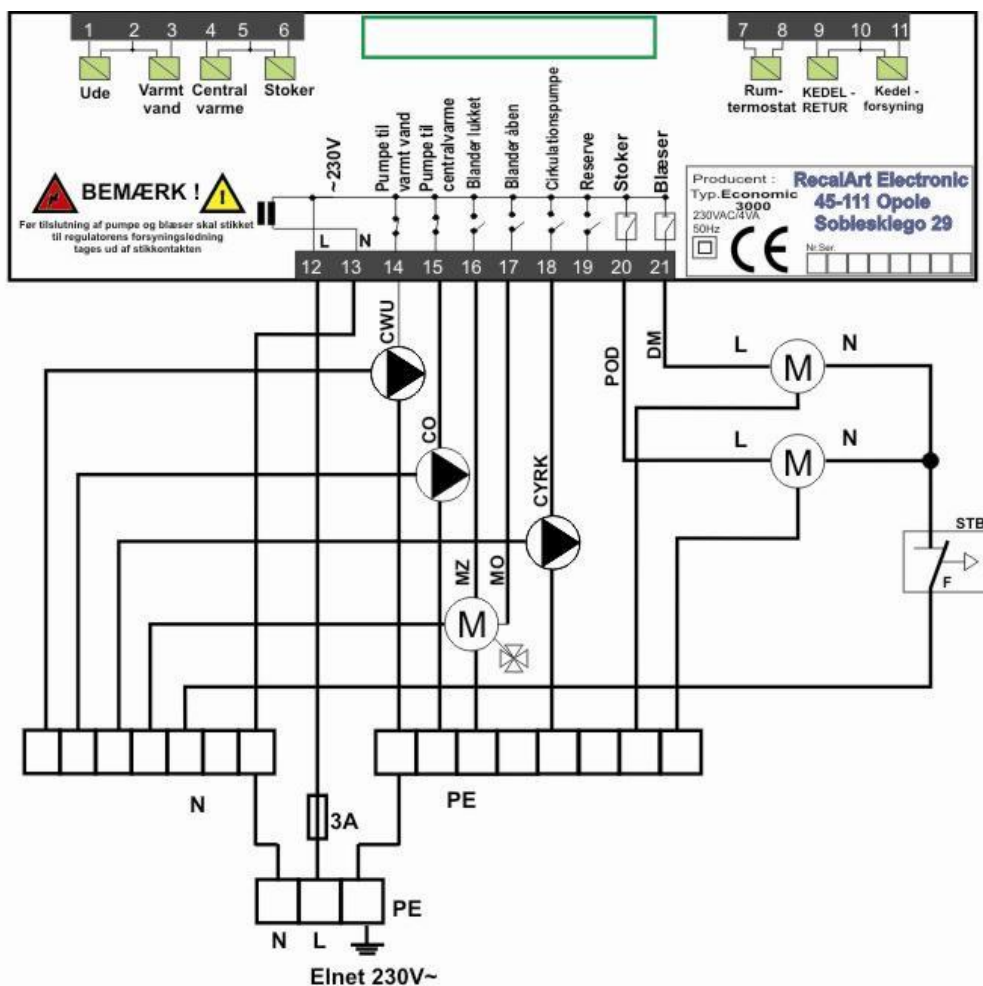 1 2 3 4 5 6
7 8 9 10 11
Ude
Varmt
vand
Central
varme
Stoker
Rum-
termostat
KEDEL -
RETUR
Kedel -
forsyning
BEMÆRK !
Før tilslutning af pumpe og blæser skal stikket
til regulatorens forsyningsledning
tages ud af stikkontakten
~230V
Pumpe til
varmt vand
Pumpe til
centralvarme
Blander lukket
Blander åben
Cirkulationspumpe
Reserve
Stoker
Blæser
Producent :
Typ.Economic
3000
230VAC/4VA
50Hz
CE
RecalArt Electronic
45-111 Opole
Sobieskiego 29
Nr.Ser.
L N
12 13 14 15 16 17 18 19 20 21
CWU
CO
MZ
MO
CYRK
POD
DM
L M N
L M N
STB
F
M
N
PE
3A
PE
N L
Elnet 230V~